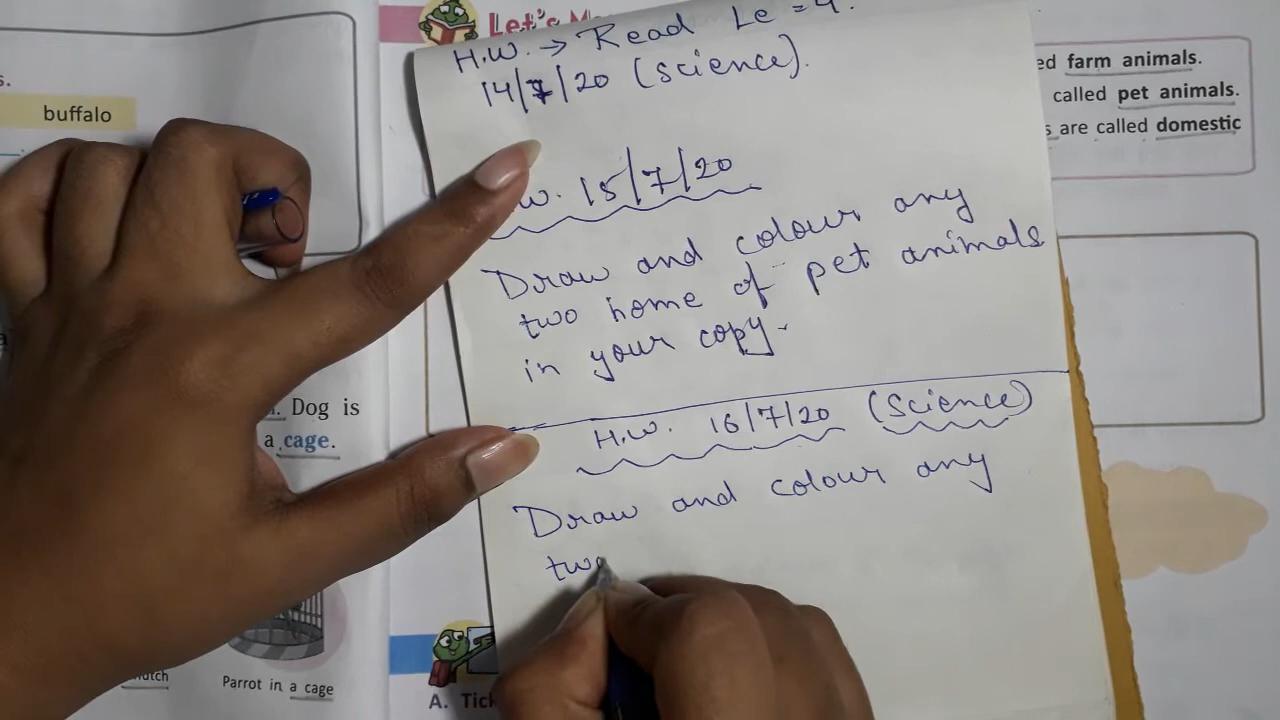 s.
buffalo
Dog is
a cage.
Parrot in a cage
Let's
H.W. → Read Le = 4.
14/7/20 (Science).
w. 15/7/20
Draw and colour any
two home of pet animals
in your copy.
H.W. 16/7/20 (Science)
Draw and colour any
two
ed farm animals.
called pet animals.
s are called domestic
A. Tick